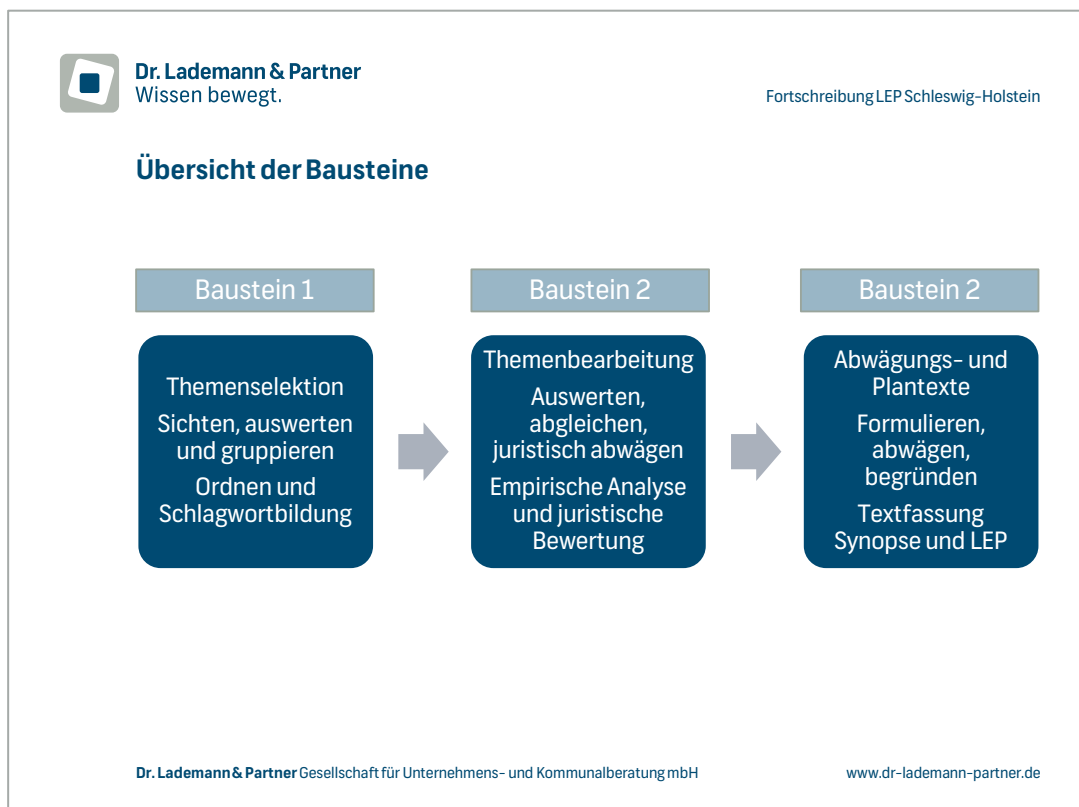 Dr. Lademann & Partner
Wissen bewegt.
Fortschreibung LEP Schleswig-Holstein
Übersicht der Bausteine
Baustein 1
Themenselektion
Sichten, auswerten
und gruppieren
Ordnen und
Schlagwortbildung
Baustein 2
Themenbearbeitung
Auswerten,
abgleichen,
juristisch abwägen
Empirische Analyse
und juristische
Bewertung
Baustein 2
Abwägungs- und
Plantexte
Formulieren,
abwägen,
begründen
Textfassung
Synopse und LEP
Dr. Lademann & Partner Gesellschaft für Unternehmens- und Kommunalberatung mbH
www.dr-lademann-partner.de